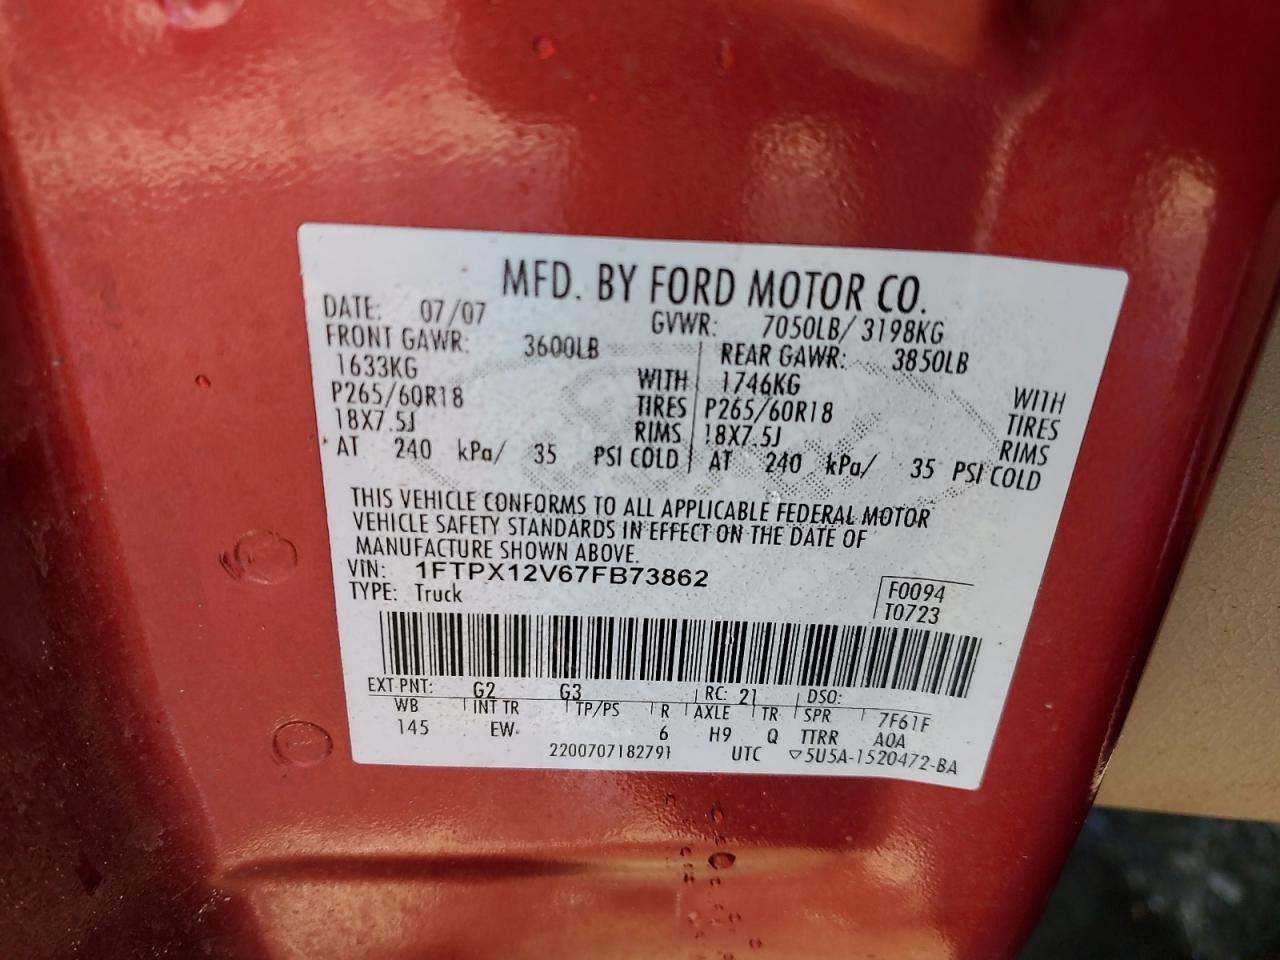 MFD. BY FORD MOTOR CO.
DATE: 07/07 GVWR: 7050LB/ 3198KG
FRONT GAWR: 3600LB REAR GAWR: 3850LB
1633KG WITH 1746KG WITH
P265/60R18 TIRES P265/60R18 TIRES
18X7.5J RIMS 18X7.5J RIMS
AT 240 kPa/ 35 PSI COLD AT 240 kPa/ 35 PSI COLD
THIS VEHICLE CONFORMS TO ALL APPLICABLE FEDERAL MOTOR
VEHICLE SAFETY STANDARDS IN EFFECT ON THE DATE OF
MANUFACTURE SHOWN ABOVE.
VIN: 1FTPX12V67FB73862
TYPE: Truck F0094
T0723
EXT PNT: G2 G3 RC: 21 DSO:
WB INT TR TP/PS R AXLE TR SPR 7F61F
145 EW 6 H9 Q TTRR A0A
2200707182791 UTC ▽5U5A-1520472-BA